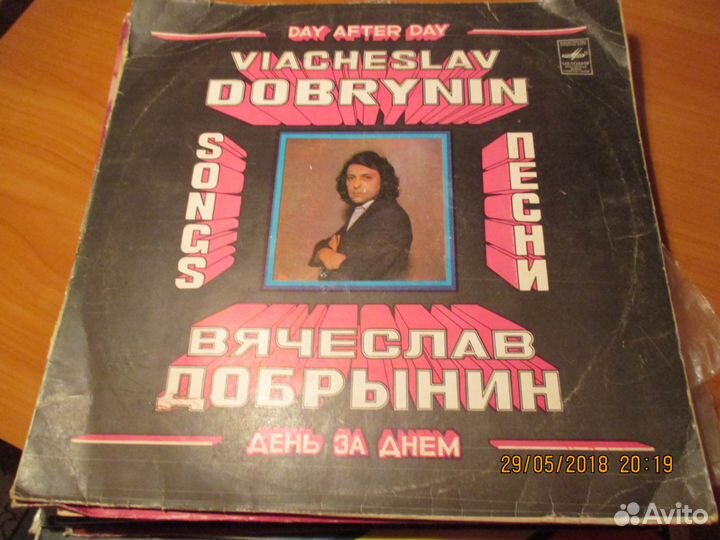 DAY AFTER DAY
VIACHESLAV
DOBRYNIN
SONGS
ПЕСНИ
ВЯЧЕСЛАВ
ДОБРЫНИН
ДЕНЬ ЗА ДНЕМ
29/05/2018 20:19
Avito